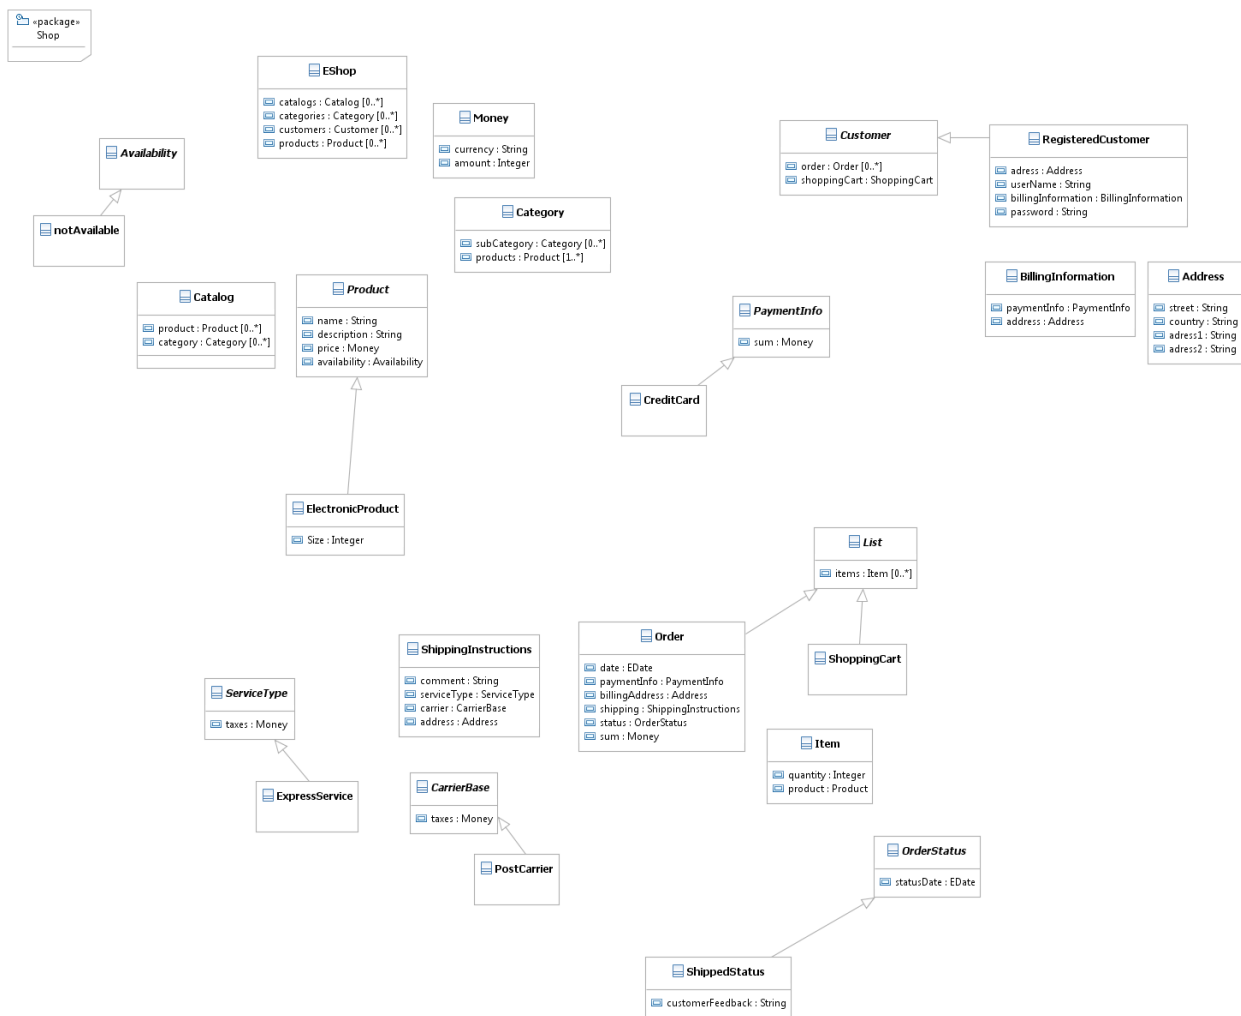 «package»
Shop
EShop
catalogs : Catalog [0..*]
categories : Category [0..*]
customers : Customer [0..*]
products : Product [0..*]
Money
currency : String
amount : Integer
Customer
order : Order [0..*]
shoppingCart : ShoppingCart
RegisteredCustomer
adress : Address
userName : String
billingInformation : BillingInformation
password : String
Availability
notAvailable
Category
subCategory : Category [0..*]
products : Product [1..*]
Catalog
product : Product [0..*]
category : Category [0..*]
Product
name : String
description : String
price : Money
availability : Availability
PaymentInfo
sum : Money
BillingInformation
paymentInfo : PaymentInfo
address : Address
Address
street : String
country : String
adress1 : String
adress2 : String
CreditCard
ElectronicProduct
Size : Integer
List
items : Item [0..*]
Order
date : EDate
paymentInfo : PaymentInfo
billingAddress : Address
shipping : ShippingInstructions
status : OrderStatus
sum : Money
ShoppingCart
ShippingInstructions
comment : String
serviceType : ServiceType
carrier : CarrierBase
address : Address
ServiceType
taxes : Money
ExpressService
CarrierBase
taxes : Money
PostCarrier
Item
quantity : Integer
product : Product
OrderStatus
statusDate : EDate
ShippedStatus
customerFeedback : String